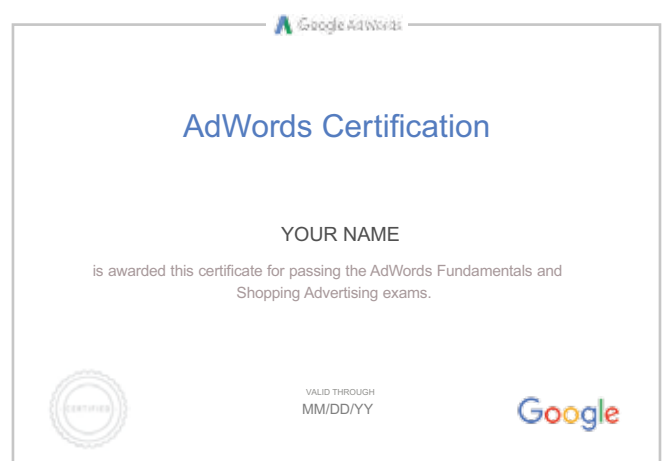 Google AdWords
AdWords Certification
YOUR NAME
is awarded this certificate for passing the AdWords Fundamentals and
Shopping Advertising exams.
CERTIFIED
VALID THROUGH
MM/DD/YY
Google